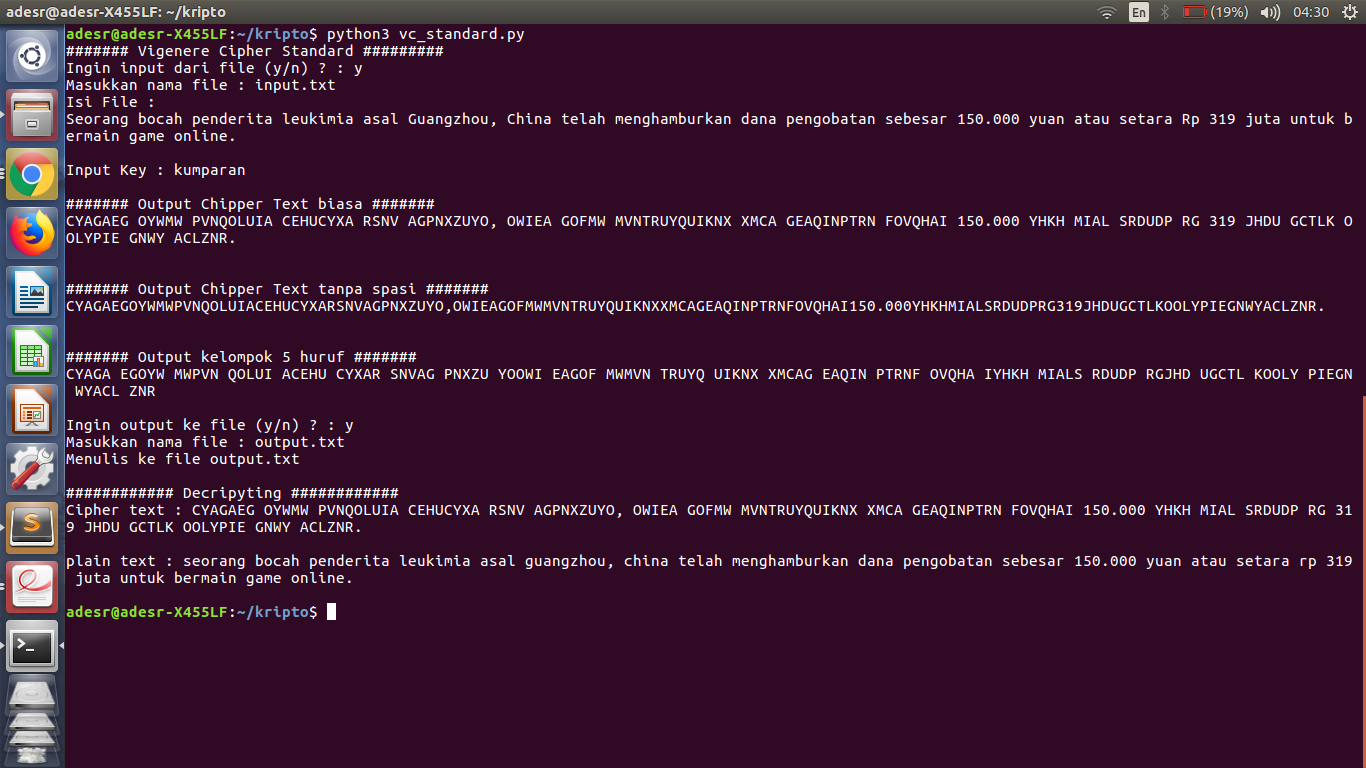 adesr@adesr-X455LF: ~/kripto En (19%) 04:30
adesr@adesr-X455LF:~/kripto$ python3 vc_standard.py
####### Vigenere Cipher Standard #########
Ingin input dari file (y/n) ? : y
Masukkan nama file : input.txt
Isi File :
Seorang bocah penderita leukimia asal Guangzhou, China telah menghamburkan dana pengobatan sebesar 150.000 yuan atau setara Rp 319 juta untuk b
ermain game online.
Input Key : kumparan
####### Output Chipper Text biasa #######
CYAGAEG OYWMW PVNQOLUIA CEHUCYXA RSNV AGPNXZUYO, OWIEA GOFMW MVNTRUYQUIKNX XMCA GEAQINPTRN FOVQHAI 150.000 YHKH MIAL SRDUDP RG 319 JHDU GCTLK O
OLYPIE GNWY ACLZNR.
####### Output Chipper Text tanpa spasi #######
CYAGAEGOYWMWPVNQOLUIACEHUCYXARSNVAGPNXZUYO,OWIEAGOFMWMVNTRUYQUIKNXXMCAGEAQINPTRNFOVQHAI150.000YHKHMIALSRDUDPRG319JHDUGCTLKOOLYPIEGNWYACLZNR.
####### Output kelompok 5 huruf #######
CYAGA EGOYW MWPVN QOLUI ACEHU CYXAR SNVAG PNXZU YOOWI EAGOF MWMVN TRUYQ UIKNX XMCAG EAQIN PTRNF OVQHA IYHKH MIALS RDUDP RGJHD UGCTL KOOLY PIEGN
WYACL ZNR
Ingin output ke file (y/n) ? : y
Masukkan nama file : output.txt
Menulis ke file output.txt
############ Decripyting ############
Cipher text : CYAGAEG OYWMW PVNQOLUIA CEHUCYXA RSNV AGPNXZUYO, OWIEA GOFMW MVNTRUYQUIKNX XMCA GEAQINPTRN FOVQHAI 150.000 YHKH MIAL SRDUDP RG 31
9 JHDU GCTLK OOLYPIE GNWY ACLZNR.
plain text : seorang bocah penderita leukimia asal guangzhou, china telah menghamburkan dana pengobatan sebesar 150.000 yuan atau setara rp 319
juta untuk bermain game online.
adesr@adesr-X455LF:~/kripto$